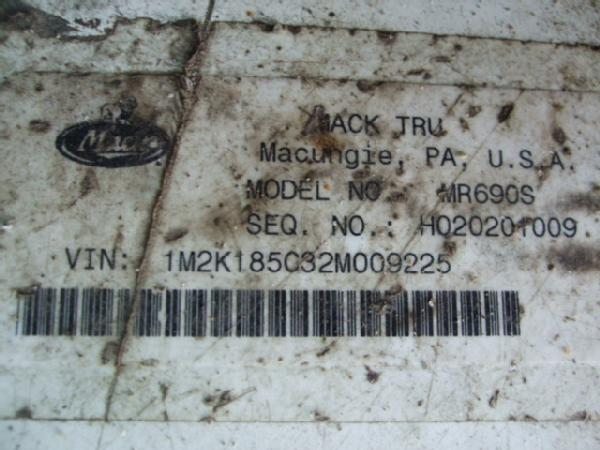 Mack
MACK TRU
Macungie, PA, U.S.A.
MODEL NO MR690S
SEQ. NO.: H020201009
VIN: 1M2K185C32M009225